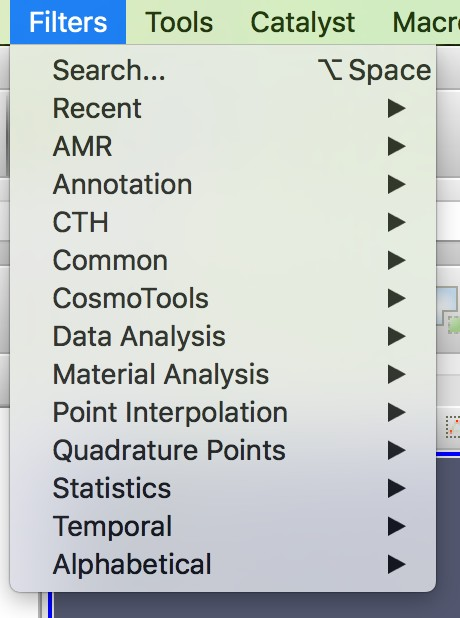 Filters Tools Catalyst Macr
Search... ⌥ Space
Recent
AMR
Annotation
CTH
Common
CosmoTools
Data Analysis
Material Analysis
Point Interpolation
Quadrature Points
Statistics
Temporal
Alphabetical